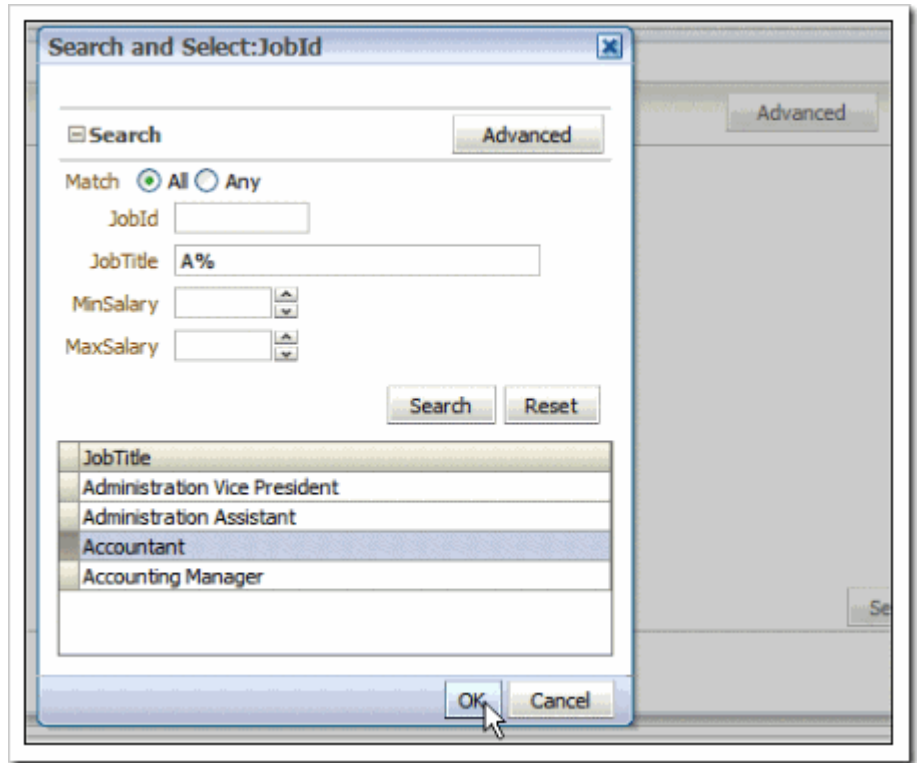 Search and Select:JobId
Advanced
Search
Advanced
Match All Any
JobId
JobTitle A%
MinSalary
MaxSalary
Search Reset
JobTitle
Administration Vice President
Administration Assistant
Accountant
Accounting Manager
Se
OK Cancel